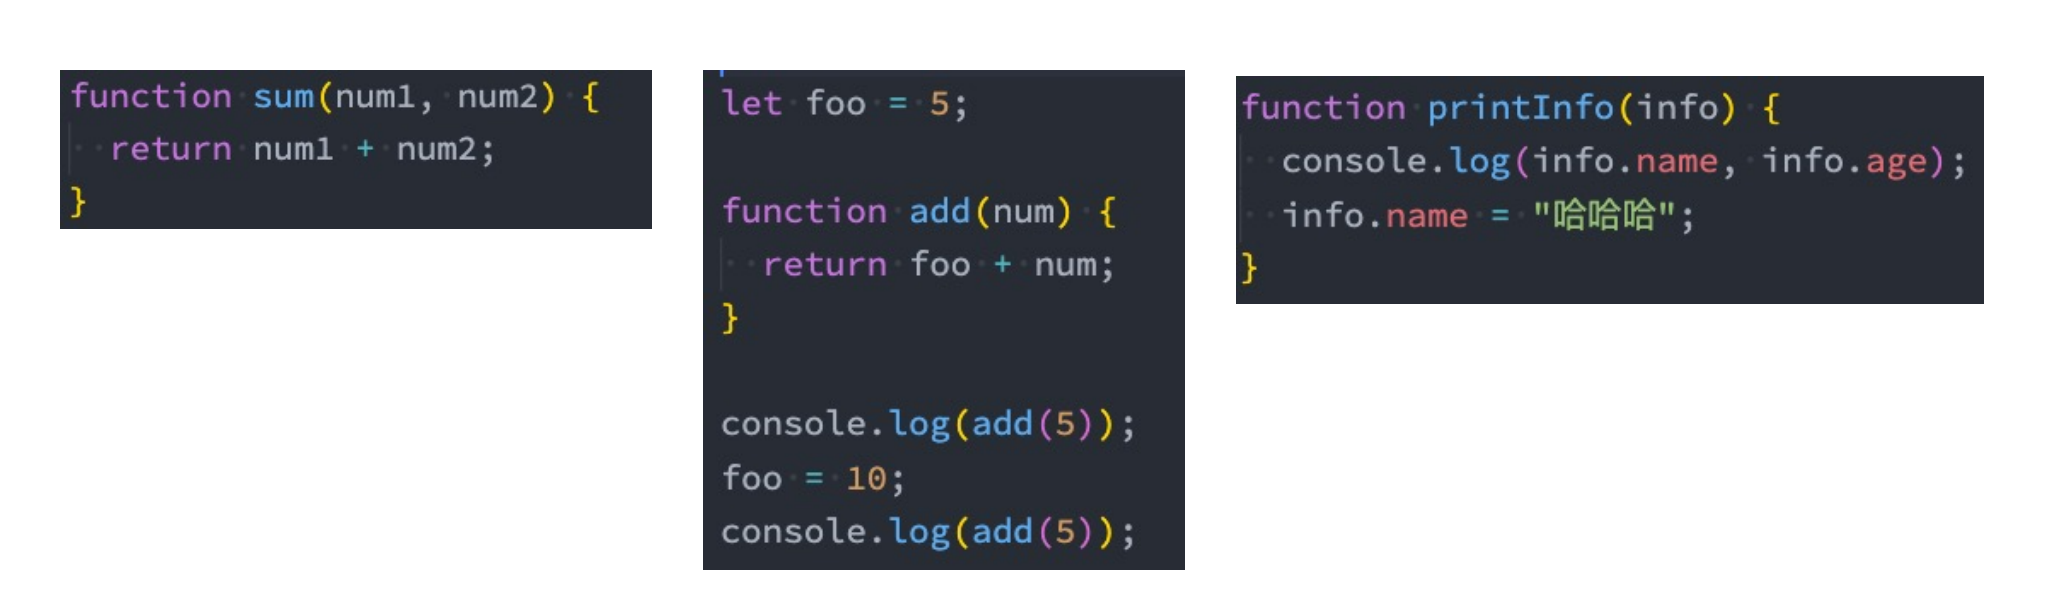 function sum(num1, num2) {
  return num1 + num2;
}
let foo = 5;
function add(num) {
  return foo + num;
}
console.log(add(5));
foo = 10;
console.log(add(5));
function printInfo(info) {
  console.log(info.name, info.age);
  info.name = "哈哈哈";
}